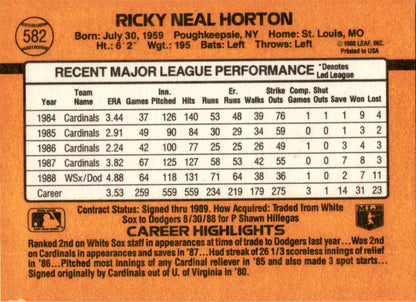 582
RICKY NEAL HORTON
Born: July 30, 1959 Poughkeepsie, NY Home: St. Louis, MO
Ht.: 6'2" Wgt.: 195 Bats: Left Throws: Left
©1988 LEAF, INC.
Printed in USA
RECENT MAJOR LEAGUE PERFORMANCE *Denotes Led League
Year Team Name ERA Games Inn. Pitched Hits Runs Er. Runs Walks Strike Outs Comp. Games Shut Outs Save Won Lost
1984 Cardinals 3.44 37 126 140 53 48 39 76 1 1 1 9 4
1985 Cardinals 2.91 49 90 84 30 29 34 59 0 0 1 3 2
1986 Cardinals 2.24 42 100 77 25 26 49 1 0 3 4 3
1987 Cardinals 3.82 67 125 127 58 53 42 55 0 0 7 8 3
1988 WSx/Dod 4.88 64 118 131 68 63 36 36 1 0 2 7 11
Career 3.53 259 559 559 234 219 179 275 3 1 14 31 23
Contract Status: Signed thru 1989. How Acquired: Traded from White
Sox to Dodgers 8/30/88 for P Shawn Hillegas
CAREER HIGHLIGHTS
Ranked 2nd on White Sox staff in appearances at time of trade to Dodgers last year...Was 2nd
on Cardinals in appearances and saves in '87...Had streak of 26 1/3 scoreless innings of relief
in '86...Pitched most innings of any Cardinal reliever in '85 and also made 3 spot starts...
Signed originally by Cardinals out of U. of Virginia in '80.